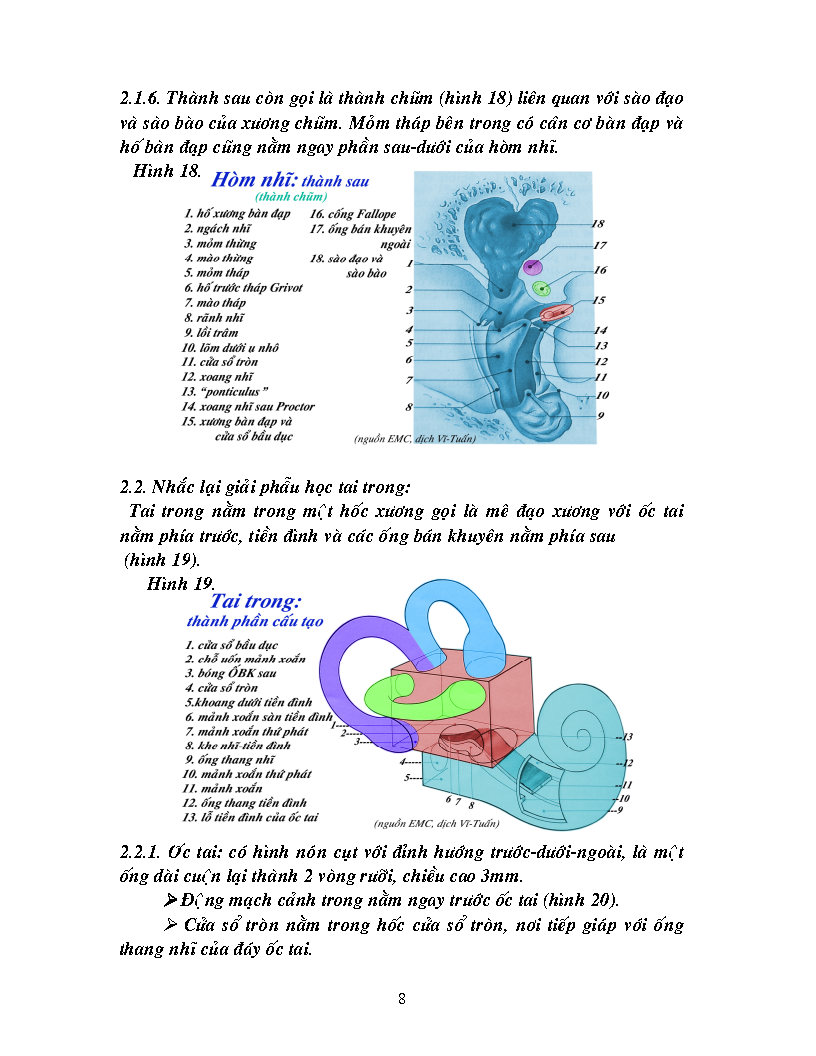 2.1.6. Thành sau còn gọi là thành chũm (hình 18) liên quan với sào đạo
và sào bào của xương chũm. Mỏm tháp bên trong có cân cơ bàn đạp và
hố bàn đạp cũng nằm ngay phần sau-dưới của hòm nhĩ.
Hình 18.
Hòm nhĩ: thành sau
(thành chũm)
1. hố xương bàn đạp
2. ngách nhĩ
3. mỏm thừng
4. mào thừng
5. mỏm tháp
6. hố trước tháp Grivot
7. mào tháp
8. rãnh nhĩ
9. lồi trâm
10. lõm dưới ụ nhô
11. cửa sổ tròn
12. xoang nhĩ
13. “ponticulus”
14. xoang nhĩ sau Proctor
15. xương bàn đạp và
cửa sổ bầu dục
16. cống Fallope
17. ống bán khuyên
ngoài
18. sào đạo và
sào bào
1
2
3
4
5
6
7
8
18
17
16
15
14
13
12
11
10
9
(nguồn EMC, dịch Vĩ-Tuấn)
2.2. Nhắc lại giải phẫu học tai trong:
Tai trong nằm trong một hốc xương gọi là mê đạo xương với ốc tai
nằm phía trước, tiền đình và các ống bán khuyên nằm phía sau
(hình 19).
Hình 19.
Tai trong:
thành phần cấu tạo
1. cửa sổ bầu dục
2. chỗ uốn mảnh xoắn
3. bóng ỐBK sau
4. cửa sổ tròn
5.khoang dưới tiền đình
6. mảnh xoắn sàn tiền đình
7. mảnh xoắn thứ phát
8. khe nhĩ-tiền đình
9. ống thang nhĩ
10. mảnh xoắn thứ phát
11. mảnh xoắn
12. ống thang tiền đình
13. lỗ tiền đình của ốc tai
1----
2-----
3----
4-----
5----
6 7 8
--13
--12
--11
--10
---9
(nguồn EMC, dịch Vĩ-Tuấn)
2.2.1. Ốc tai: có hình nón cụt với đỉnh hướng trước-dưới-ngoài, là một
ống dài cuộn lại thành 2 vòng rưỡi, chiều cao 3mm.
➢ Động mạch cảnh trong nằm ngay trước ốc tai (hình 20).
➢ Cửa sổ tròn nằm trong hốc cửa sổ tròn, nơi tiếp giáp với ống
thang nhĩ của đáy ốc tai.
8